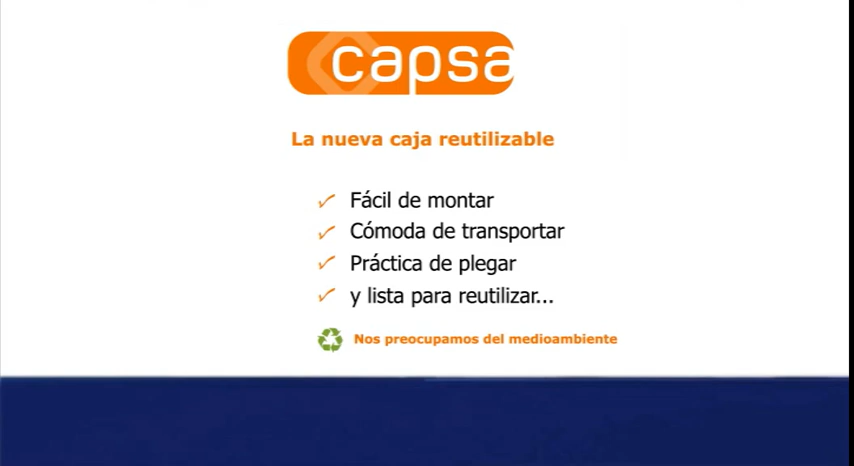 capsa
La nueva caja reutilizable
Fácil de montar
Cómoda de transportar
Práctica de plegar
y lista para reutilizar...
Nos preocupamos del medioambiente